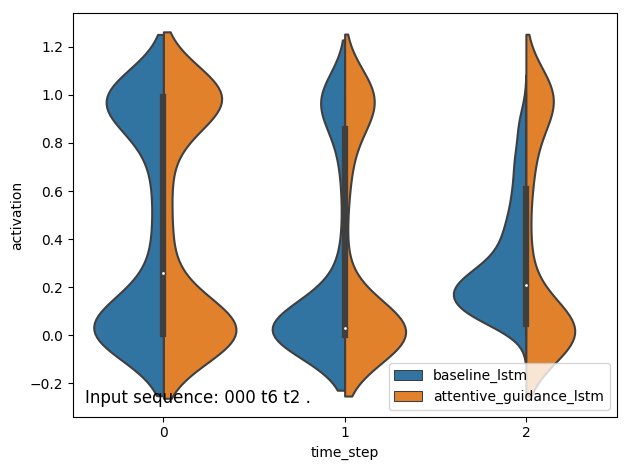 1.2
1.0
0.8
0.6
0.4
0.2
0.0
−0.2
activation
Input sequence: 000 t6 t2 .
baseline_lstm
attentive_guidance_lstm
0
1
2
time_step